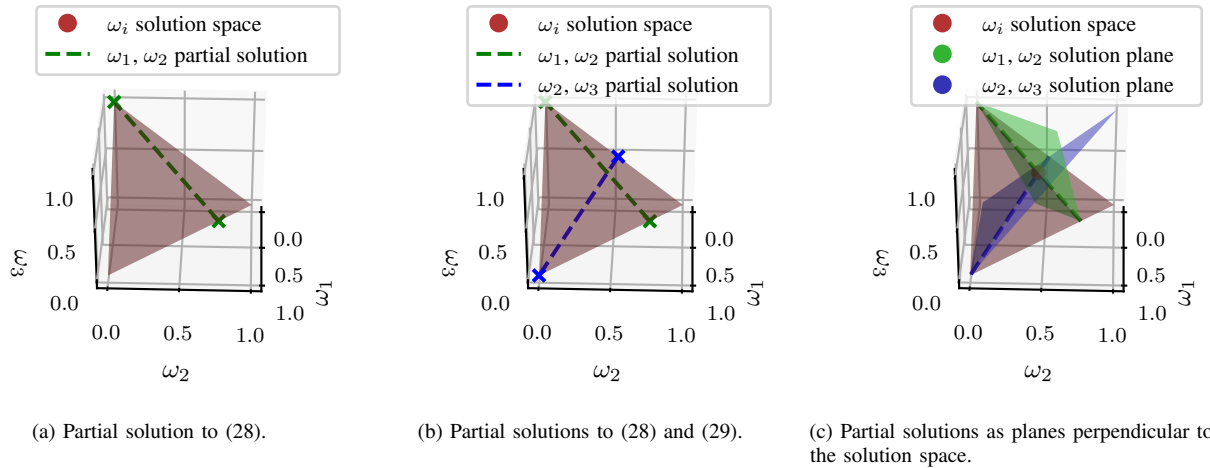 ωᵢ solution space
ω₁, ω₂ partial solution
1.0
0.5
0.0
ω₃
0.0
0.5
1.0
ω₁
0.0
0.5
1.0
ω₂
(a) Partial solution to (28).
ωᵢ solution space
ω₁, ω₂ partial solution
ω₂, ω₃ partial solution
1.0
0.5
0.0
ω₃
0.0
0.5
1.0
ω₁
0.0
0.5
1.0
ω₂
(b) Partial solutions to (28) and (29).
ωᵢ solution space
ω₁, ω₂ solution plane
ω₂, ω₃ solution plane
1.0
0.5
0.0
ω₃
0.0
0.5
1.0
ω₁
0.0
0.5
1.0
ω₂
(c) Partial solutions as planes perpendicular to
the solution space.